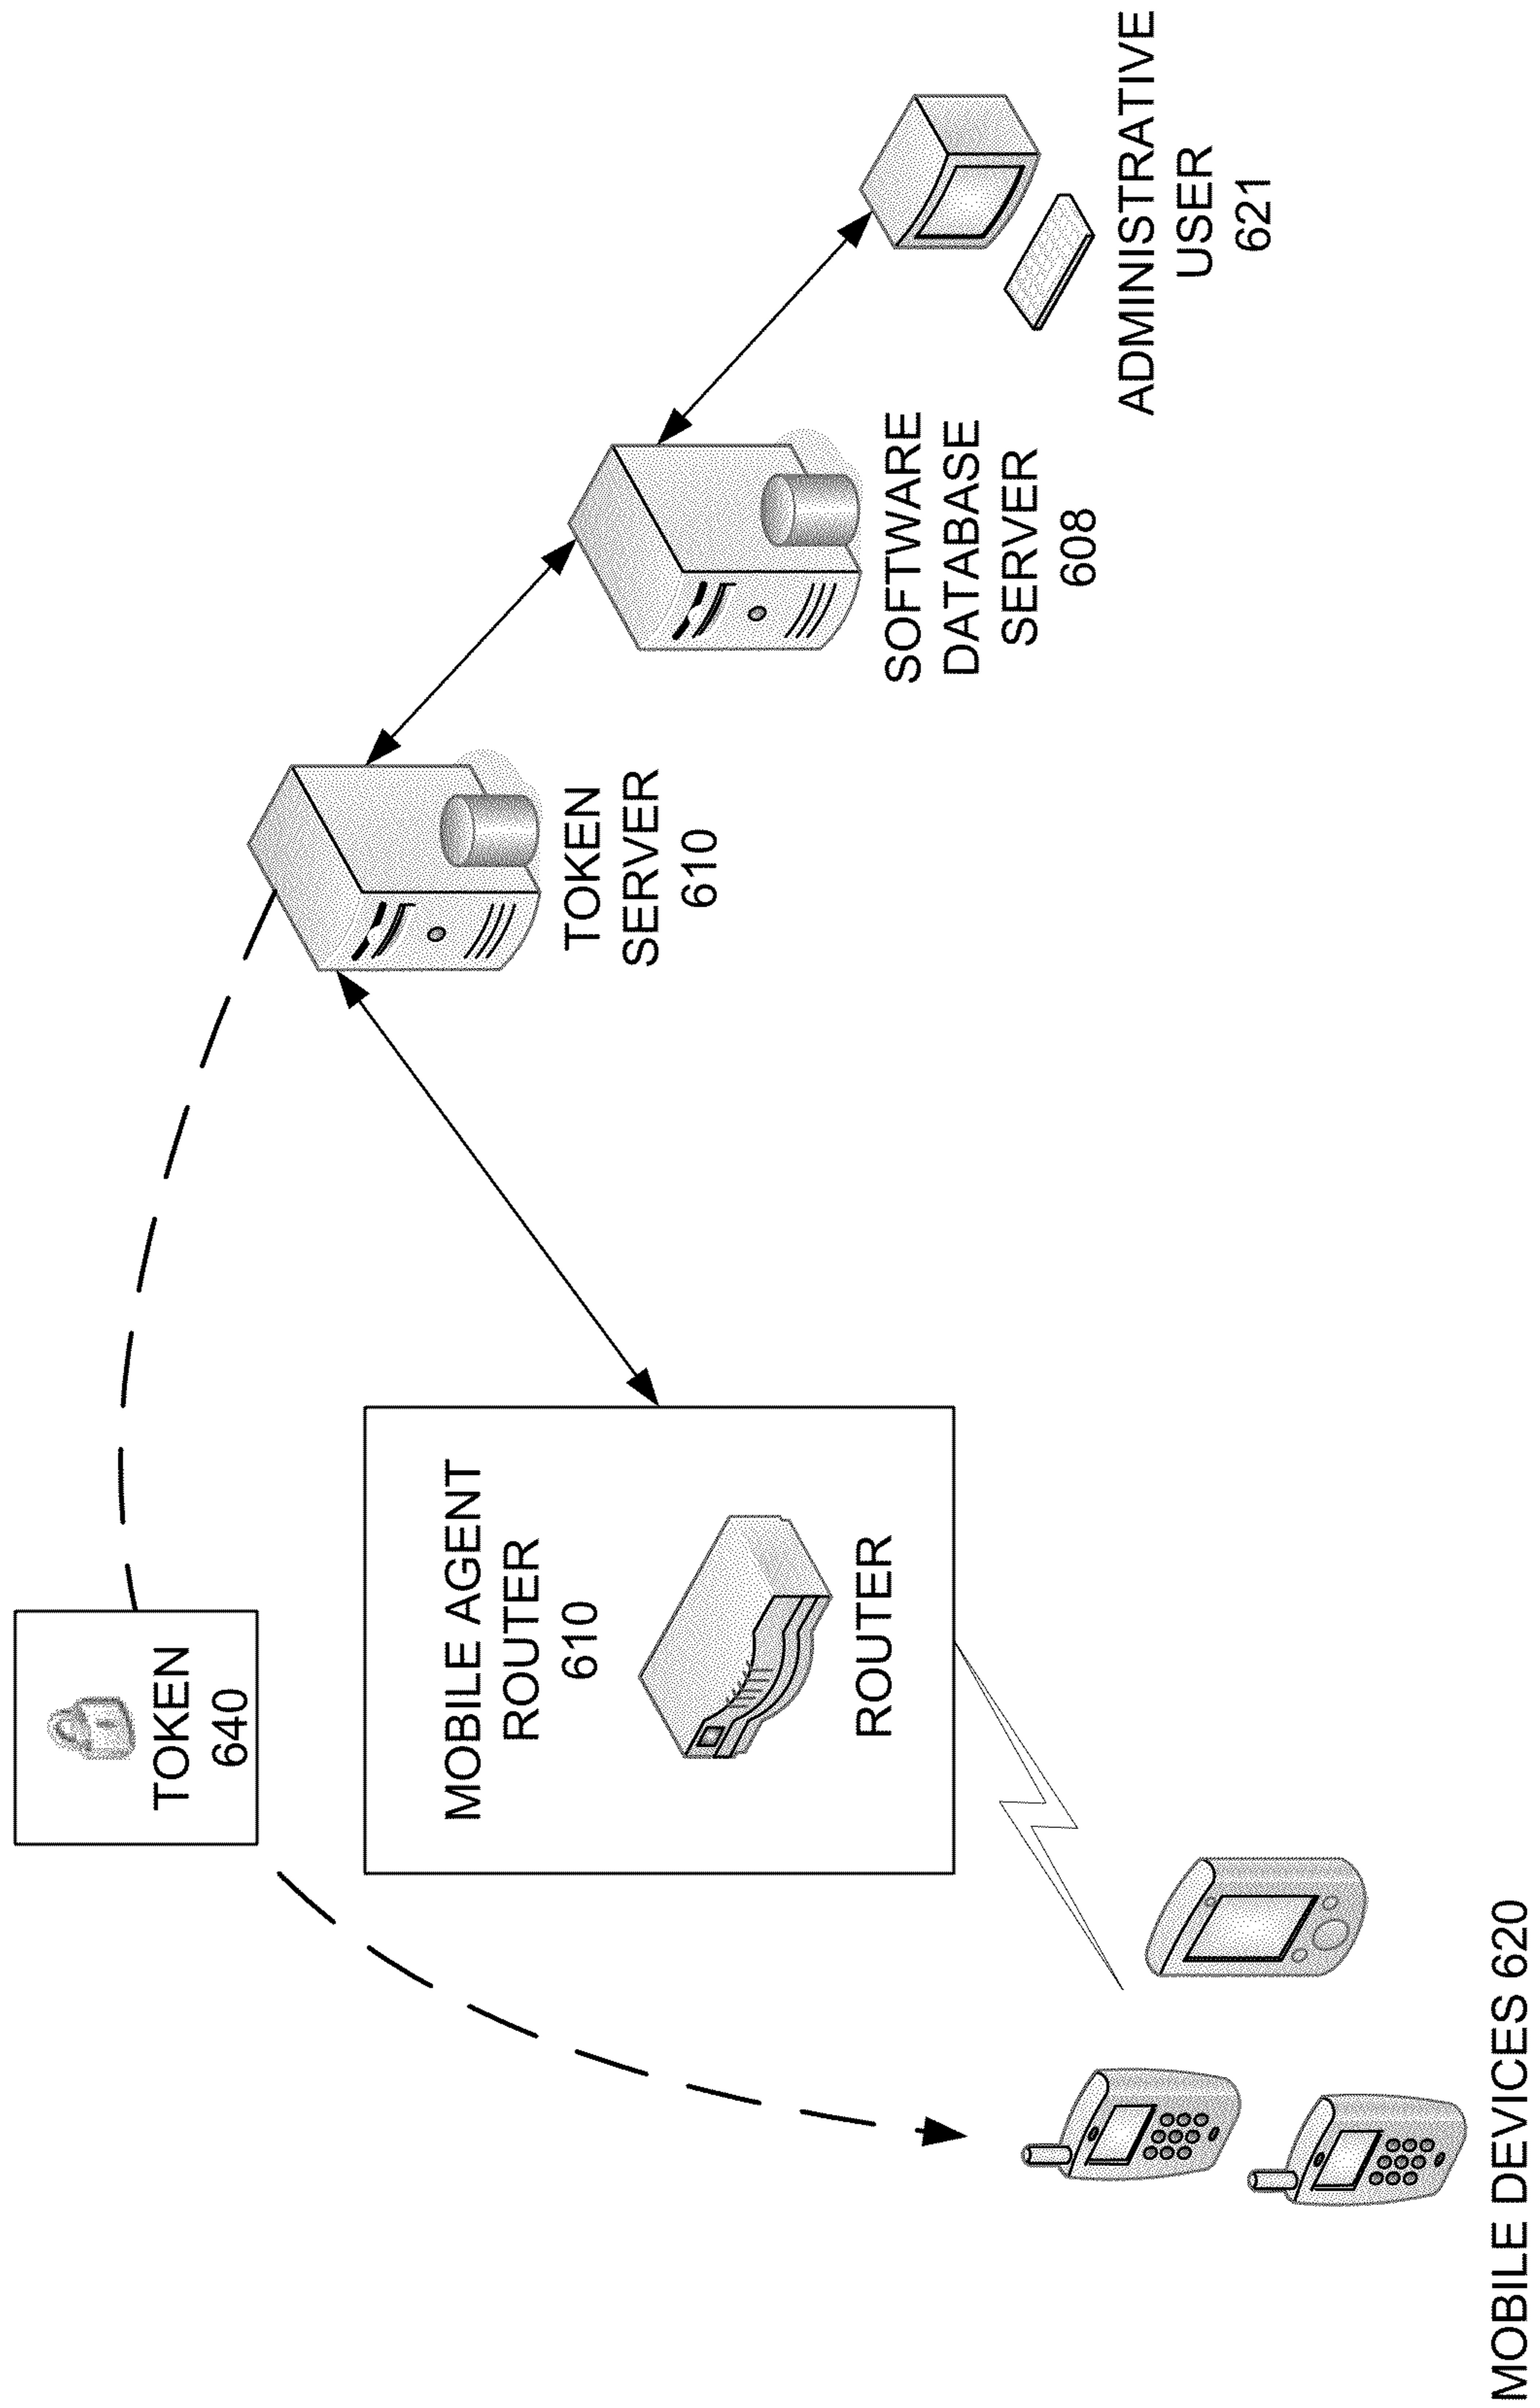 TOKEN
640
MOBILE AGENT
ROUTER
610
ROUTER
MOBILE DEVICES 620
TOKEN
SERVER
610
SOFTWARE
DATABASE
SERVER
608
ADMINISTRATIVE
USER
621